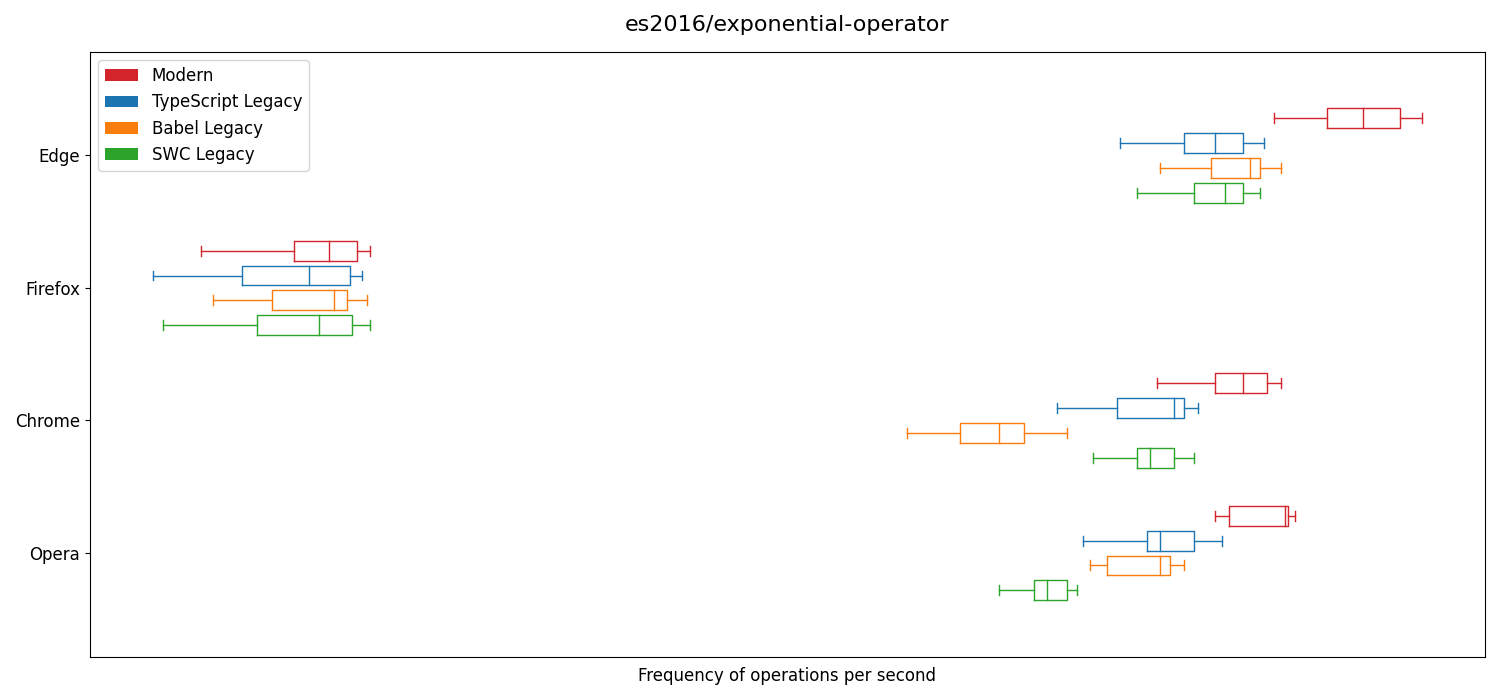 es2016/exponential-operator
Modern
TypeScript Legacy
Babel Legacy
SWC Legacy
Edge
Firefox
Chrome
Opera
Frequency of operations per second